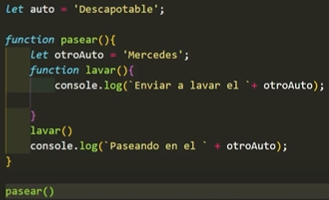 let auto = 'Descapotable';
function pasear(){
let otroAuto = 'Mercedes';
function lavar(){
console.log(`Enviar a lavar el `+ otroAuto);
}
lavar()
console.log(`Paseando en el ` + otroAuto);
}
pasear()